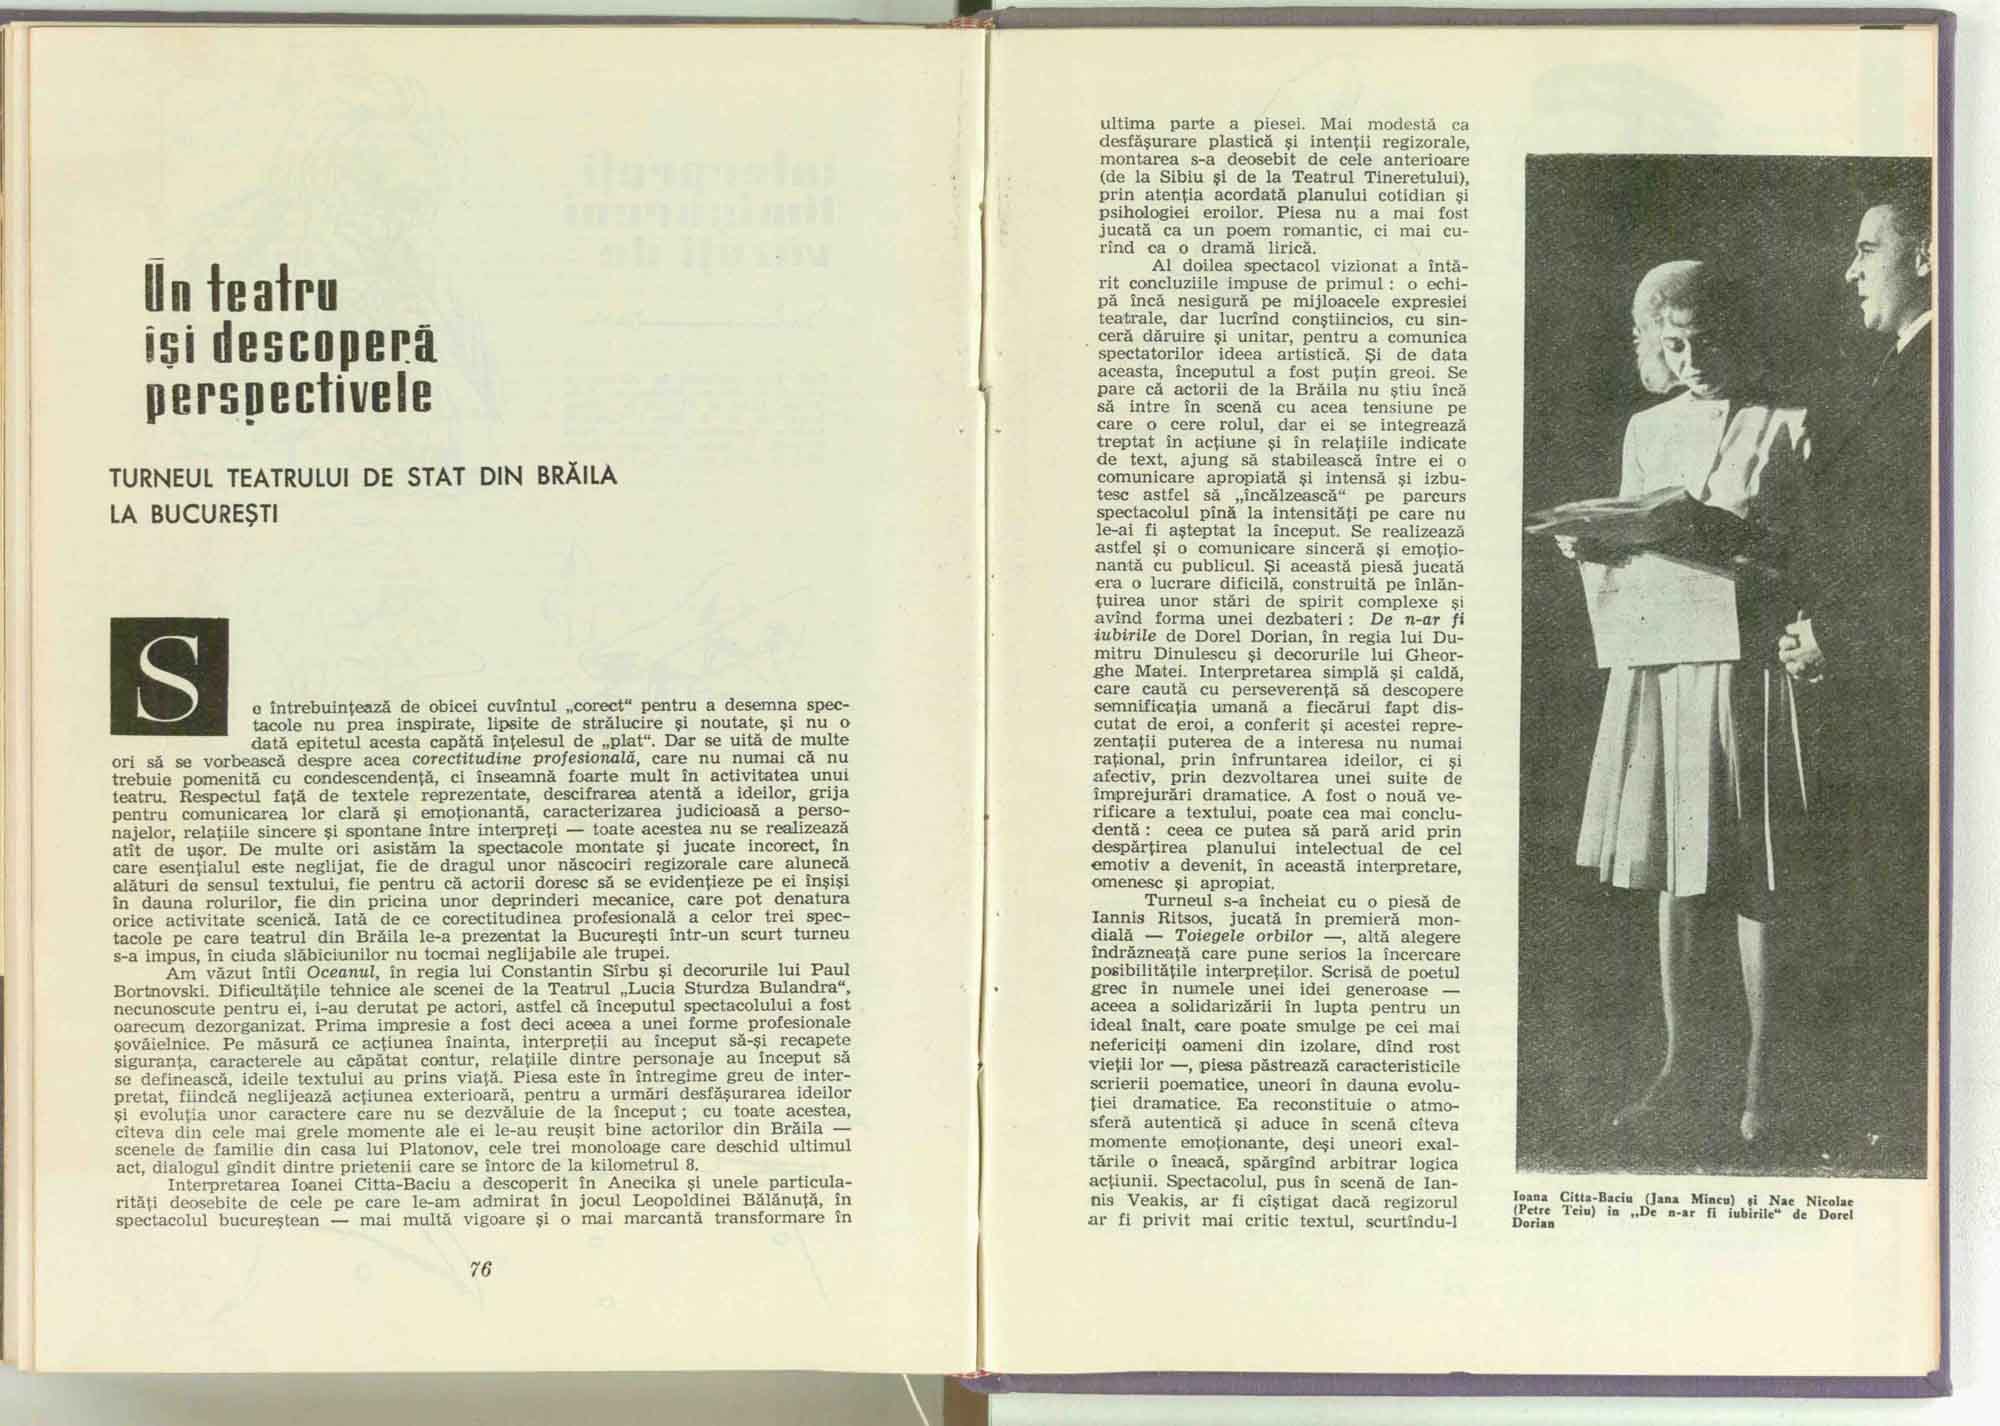 Un teatru
își descoperă
perspectivele
TURNEUL TEATRULUI DE STAT DIN BRĂILA
LA BUCUREȘTI
Se întrebuințează de obicei cuvîntul „corect“ pentru a desemna spec-
tacole nu prea inspirate, lipsite de strălucire și noutate, și nu o
dată epitetul acesta capătă înțelesul de „plat“. Dar se uită de multe
ori să se vorbească despre acea corectitudine profesională, care nu numai că nu
trebuie pomenită cu condescendență, ci înseamnă foarte mult în activitatea unui
teatru. Respectul față de textele reprezentate, descifrarea atentă a ideilor, grija
pentru comunicarea lor clară și emoționantă, caracterizarea judicioasă a perso-
najelor, relațiile sincere și spontane între interpreți — toate acestea nu se realizează
atît de ușor. De multe ori asistăm la spectacole montate și jucate incorect, în
care esențialul este neglijat, fie de dragul unor născociri regizorale care alunecă
alături de sensul textului, fie pentru că actorii doresc să se evidențieze pe ei înșiși
în dauna rolurilor, fie din pricina unor deprinderi mecanice, care pot denatura
orice activitate scenică. Iată de ce corectitudinea profesională a celor trei spec-
tacole pe care teatrul din Brăila le-a prezentat la București într-un scurt turneu
s-a impus, în ciuda slăbiciunilor nu tocmai neglijabile ale trupei.
Am văzut întîi Oceanul, în regia lui Constantin Sîrbu și decorurile lui Paul
Bortnovski. Dificultățile tehnice ale scenei de la Teatrul „Lucia Sturdza Bulandra“,
necunoscute pentru ei, i-au derutat pe actori, astfel că începutul spectacolului a fost
oarecum dezorganizat. Prima impresie a fost deci aceea a unei forme profesionale
șovăielnice. Pe măsură ce acțiunea înainta, interpreții au început să-și recapete
siguranța, caracterele au căpătat contur, relațiile dintre personaje au început să
se definească, ideile textului au prins viață. Piesa este în întregime greu de inter-
pretat, fiindcă neglijează acțiunea exterioară, pentru a urmări desfășurarea ideilor
și evoluția unor caractere care nu se dezvăluie de la început ; cu toate acestea,
cîteva din cele mai grele momente ale ei le-au reușit bine actorilor din Brăila —
scenele de familie din casa lui Platonov, cele trei monoloage care deschid ultimul
act, dialogul gîndit dintre prietenii care se întorc de la kilometrul 8.
Interpretarea Ioanei Citta-Baciu a descoperit în Anecika și unele particula-
rități deosebite de cele pe care le-am admirat în jocul Leopoldinei Bălănuță, în
spectacolul bucureștean — mai multă vigoare și o mai marcantă transformare în
76
ultima parte a piesei. Mai modestă ca
desfășurare plastică și intenții regizorale,
montarea s-a deosebit de cele anterioare
(de la Sibiu și de la Teatrul Tineretului),
prin atenția acordată planului cotidian și
psihologiei eroilor. Piesa nu a mai fost
jucată ca un poem romantic, ci mai cu-
rînd ca o dramă lirică.
Al doilea spectacol vizionat a întă-
rit concluziile impuse de primul : o echi-
pă încă nesigură pe mijloacele expresiei
teatrale, dar lucrînd conștiincios, cu sin-
ceră dăruire și unitar, pentru a comunica
spectatorilor ideea artistică. Și de data
aceasta, începutul a fost puțin greoi. Se
pare că actorii de la Brăila nu știu încă
să intre în scenă cu acea tensiune pe
care o cere rolul, dar ei se integrează
treptat în acțiune și în relațiile indicate
de text, ajung să stabilească între ei o
comunicare apropiată și intensă și izbu-
tesc astfel să „încălzească“ pe parcurs
spectacolul pînă la intensități pe care nu
le-ai fi așteptat la început. Se realizează
astfel și o comunicare sinceră și emoțio-
nantă cu publicul. Și această piesă jucată
era o lucrare dificilă, construită pe înlăn-
țuirea unor stări de spirit complexe și
avînd forma unei dezbateri : De n-ar fi
iubirile de Dorel Dorian, în regia lui Du-
mitru Dinulescu și decorurile lui Gheor-
ghe Matei. Interpretarea simplă și caldă,
care caută cu perseverență să descopere
semnificația umană a fiecărui fapt dis-
cutat de eroi, a conferit și acestei repre-
zentații puterea de a interesa nu numai
rațional, prin înfruntarea ideilor, ci și
afectiv, prin dezvoltarea unei suite de
împrejurări dramatice. A fost o nouă ve-
rificare a textului, poate cea mai conclu-
dentă : ceea ce putea să pară arid prin
despărțirea planului intelectual de cel
emotiv a devenit, în această interpretare,
omenesc și apropiat.
Turneul s-a încheiat cu o piesă de
Iannis Ritsos, jucată în premieră mon-
dială — Toiegele orbilor —, altă alegere
îndrăzneață care pune serios la încercare
posibilitățile interpreților. Scrisă de poetul
grec în numele unei idei generoase —
aceea a solidarizării în lupta pentru un
ideal înalt, care poate smulge pe cei mai
nefericiți oameni din izolare, dînd rost
vieții lor —, piesa păstrează caracteristicile
scrierii poematice, uneori în dauna evolu-
ției dramatice. Ea reconstituie o atmo-
sferă autentică și aduce în scenă cîteva
momente emoționante, deși uneori exal-
tările o îneacă, spărgînd arbitrar logica
acțiunii. Spectacolul, pus în scenă de Ian-
nis Veakis, ar fi cîștigat dacă regizorul
ar fi privit mai critic textul, scurtîndu-l
Ioana Citta-Baciu (Jana Mincu) și Nae Nicolae
(Petre Teiu) în „De n-ar fi iubirile“ de Dorel
Dorian